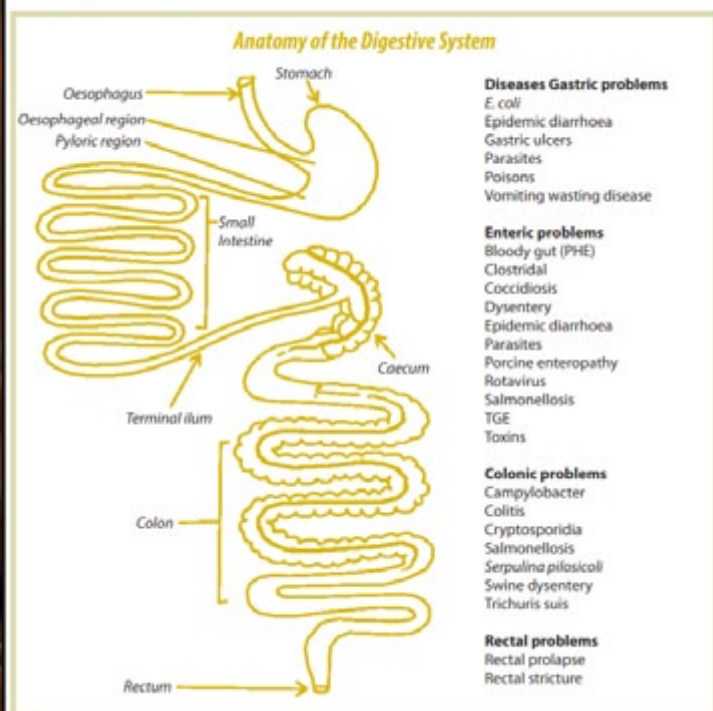 Anatomy of the Digestive System
Stomach
Oesophagus
Oesophageal region
Pyloric region
Small
Intestine
Caecum
Terminal ilum
Colon
Rectum
Diseases Gastric problems
E. coli
Epidemic diarrhoea
Gastric ulcers
Parasites
Poisons
Vomiting wasting disease
Enteric problems
Bloody gut (PHE)
Clostridal
Coccidiosis
Dysentery
Epidemic diarrhoea
Parasites
Porcine enteropathy
Rotavirus
Salmonellosis
TGE
Toxins
Colonic problems
Campylobacter
Colitis
Cryptosporidia
Salmonellosis
Serpulina pilosicoli
Swine dysentery
Trichuris suis
Rectal problems
Rectal prolapse
Rectal stricture